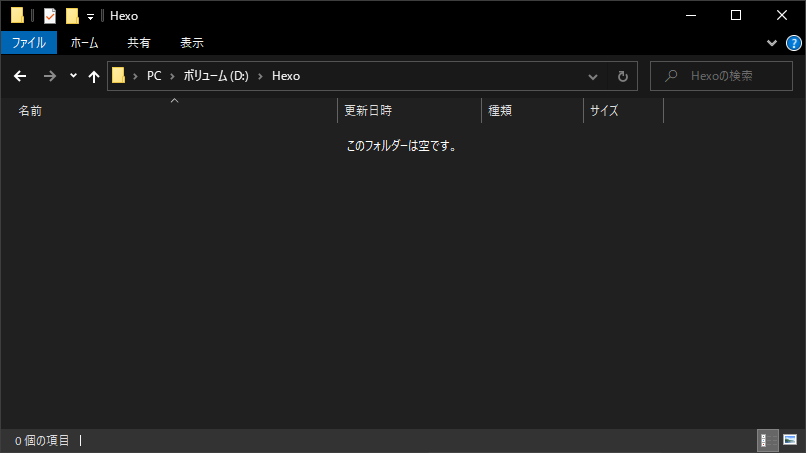 Hexo
ファイル ホーム 共有 表示
PC ボリューム (D:) Hexo Hexoの検索
名前 更新日時 種類 サイズ
このフォルダーは空です。
0 個の項目